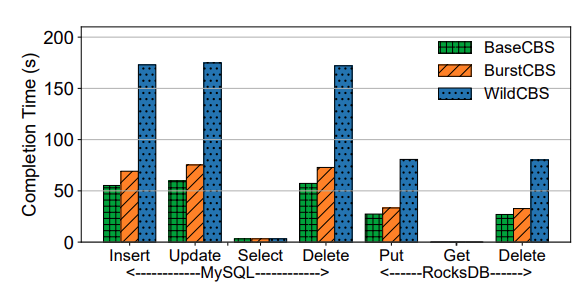 Completion Time (s)
200
150
100
50
0
BaseCBS
BurstCBS
WildCBS
Insert Update Select Delete Put Get Delete
<------------MySQL------------> <------RocksDB------>